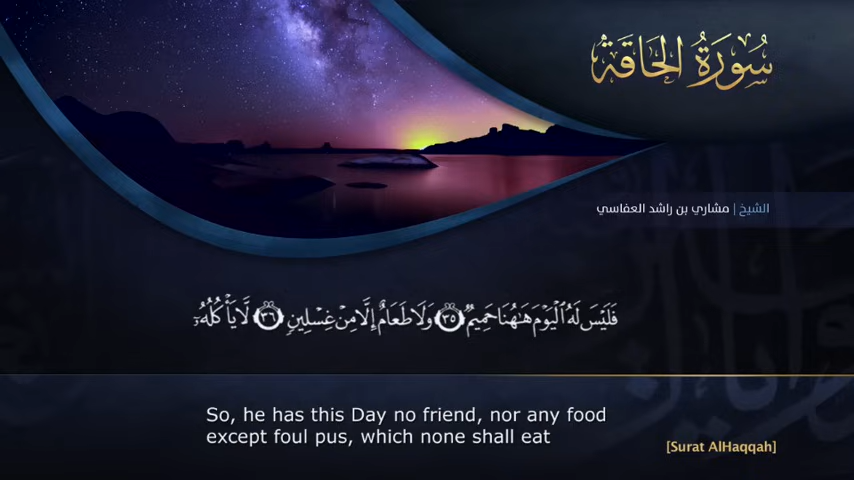 سُورَةُ الحَاقَة
الشيخ | مشاري بن راشد العفاسي
فَلَيْسَ لَهُ ٱلْيَوْمَ هَـٰهُنَا حَمِيمٌ ٣٥ وَلَا طَعَامٌ إِلَّا مِنْ غِسْلِينٍ ٣٦ لَّا يَأْكُلُهُۥٓ
So, he has this Day no friend, nor any food
except foul pus, which none shall eat
[Surat AlHaqqah]